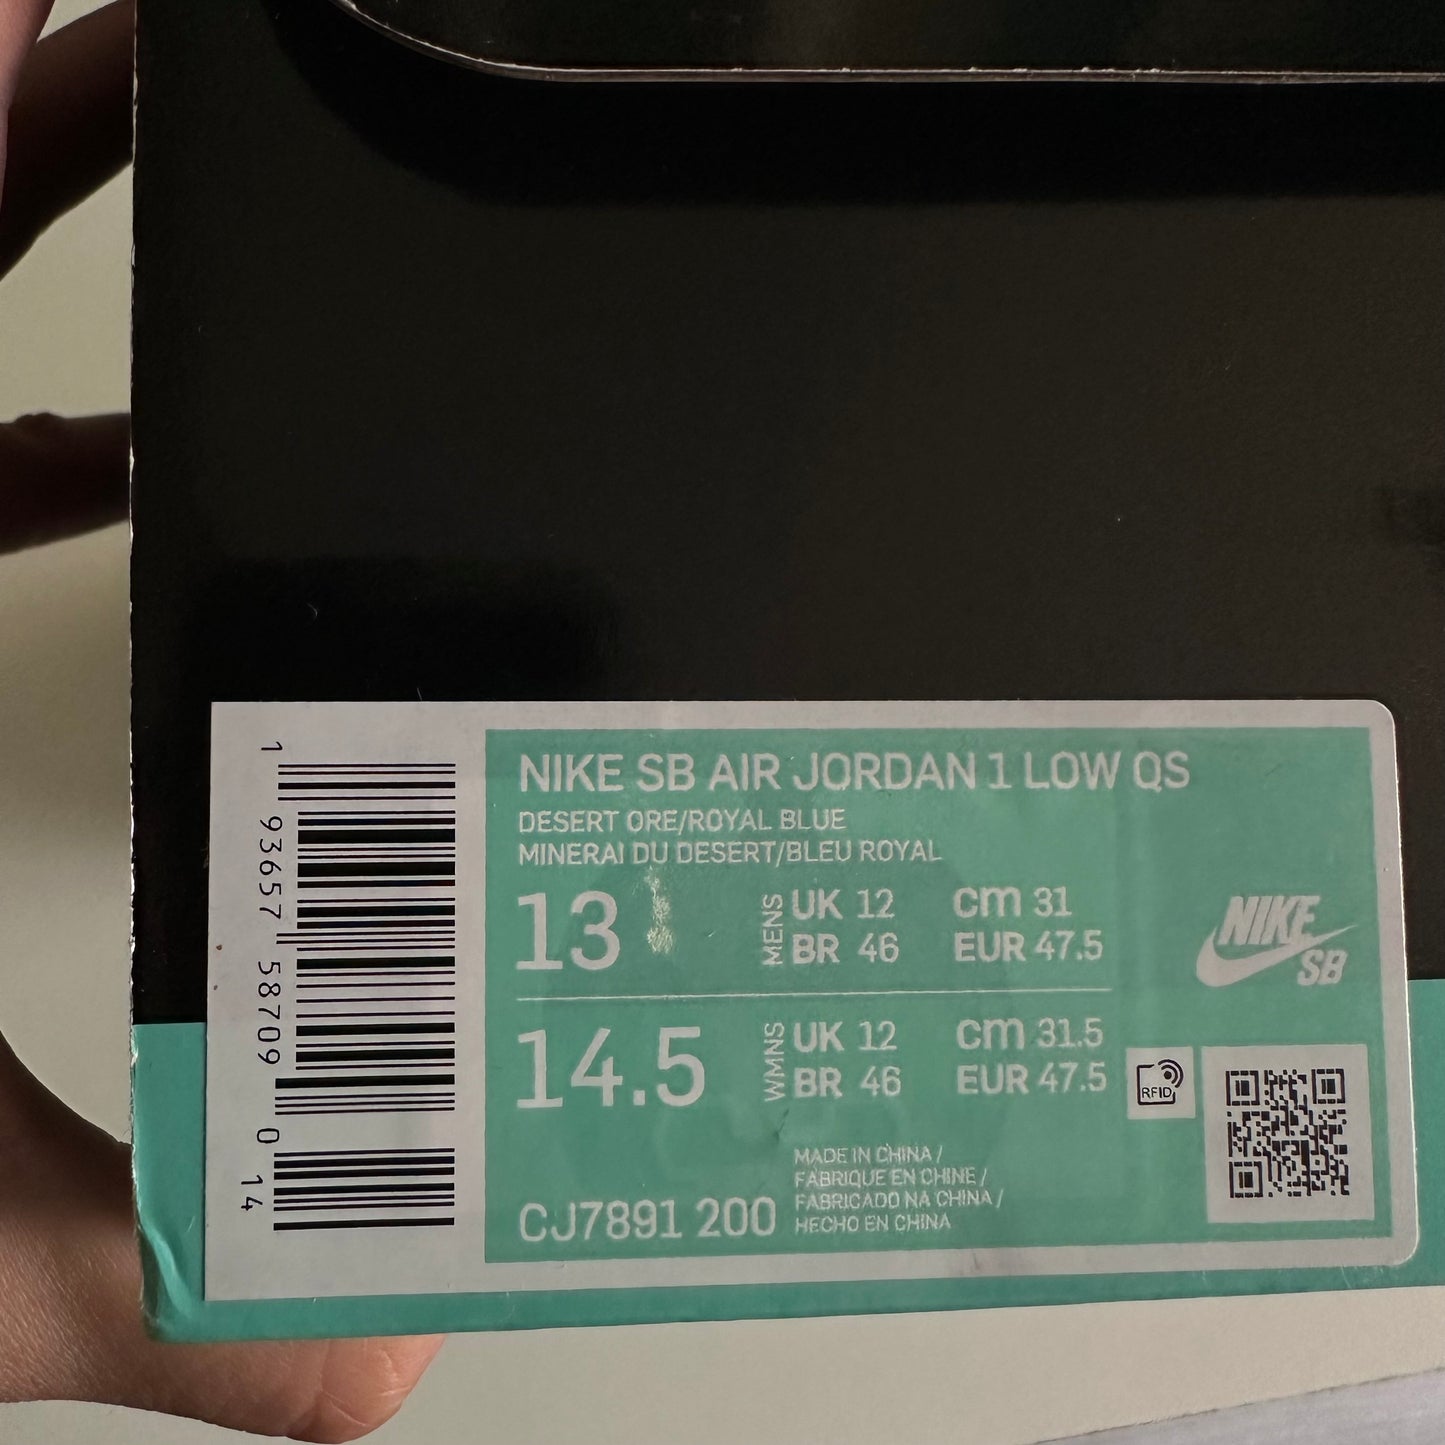 NIKE SB AIR JORDAN 1 LOW QS
DESERT ORE/ROYAL BLUE
MINERAI DU DESERT/BLEU ROYAL
13
MENS
UK 12 cm 31
BR 46 EUR 47.5
14.5
WMNS
UK 12 cm 31.5
BR 46 EUR 47.5
CJ7891 200
MADE IN CHINA /
FABRIQUE EN CHINE /
FABRICADO NA CHINA /
HECHO EN CHINA
NIKE
SB
RFID
1 93657 58709 0 14